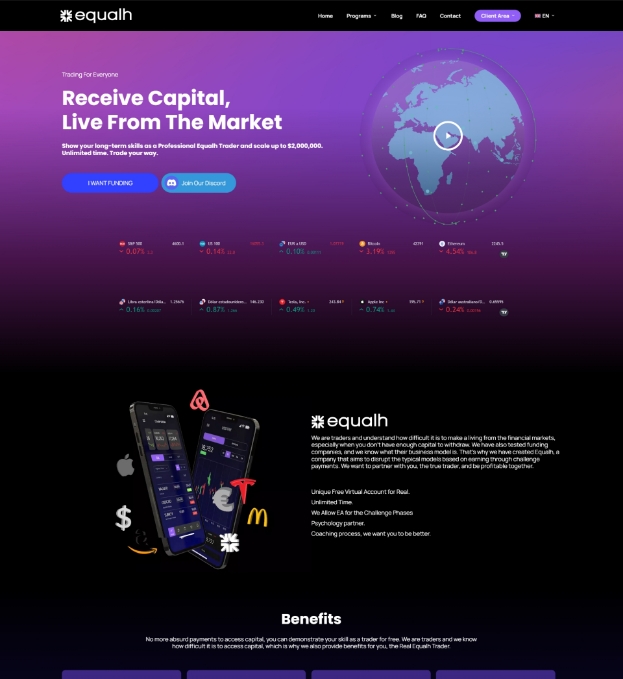 equalh
Home Programs Blog FAQ Contact Client Area EN
Trading For Everyone
Receive Capital,
Live From The Market
Show your long-term skills as a Professional Equalh Trader and scale up to $2,000,000.
Unlimited time. Trade your way.
I WANT FUNDING Join Our Discord
S&P 500 US 100 EUR a USD Bitcoin Ethereum
0.07% 0.14% 0.10% 3.19% 4.54%
Tesla, Inc. Apple Inc
0.16% 0.87% 0.49% 0.74% 0.24%
equalh
We are traders and understand how difficult it is to make a living from the financial markets,
especially when you don't have enough capital to withdraw. We have also tested funding
companies, and we know what their business model is. That's why we have created Equalh, a
company that aims to disrupt the typical models based on earning through challenge
payments. We want to partner with you, the true trader, and be profitable together.
Unique Free Virtual Account for Real.
Unlimited Time.
We Allow EA for the Challenge Phases
Psychology partner.
Coaching process, we want you to be better.
Benefits
No more absurd payments to access capital, you can demonstrate your skill as a trader for free. We are traders and we know
how difficult it is to access capital, which is why we also provide benefits for you, the Real Equalh Trader.